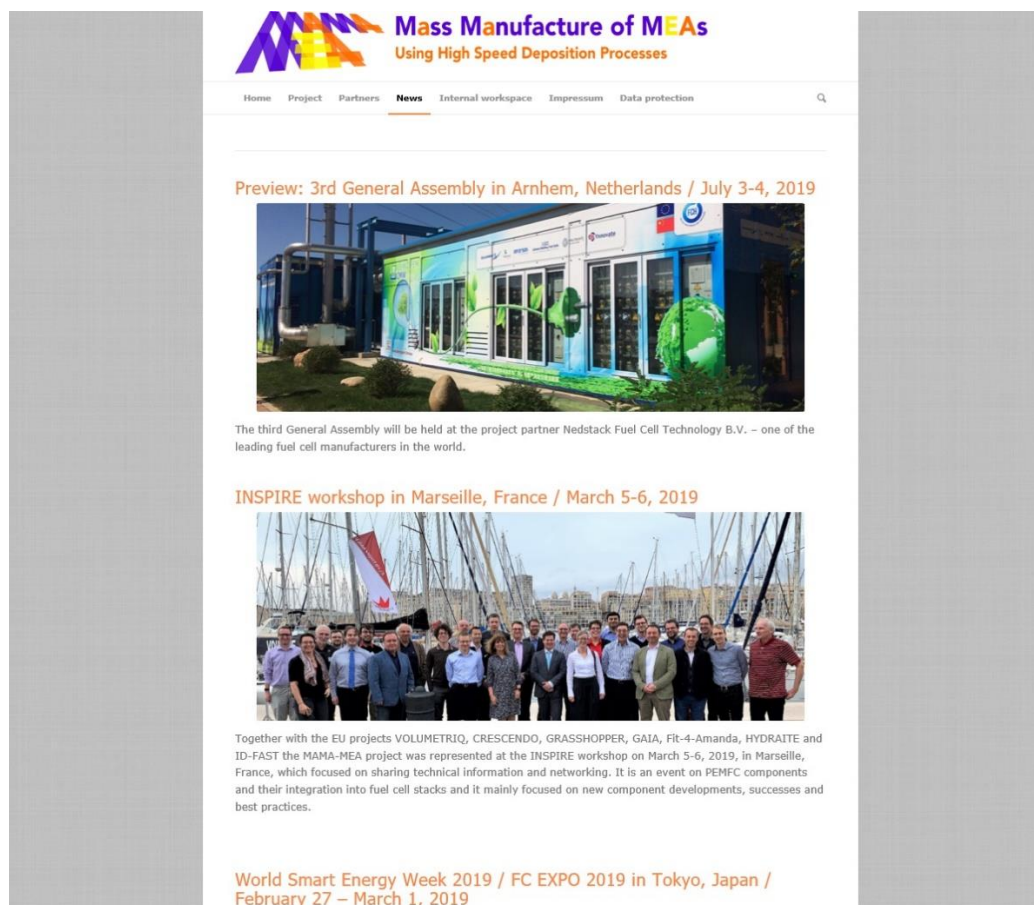 Mass Manufacture of MEAs
Using High Speed Deposition Processes
Home Project Partners News Internal workspace Impressum Data protection
Preview: 3rd General Assembly in Arnhem, Netherlands / July 3-4, 2019
The third General Assembly will be held at the project partner Nedstack Fuel Cell Technology B.V. – one of the
leading fuel cell manufacturers in the world.
INSPIRE workshop in Marseille, France / March 5-6, 2019
Together with the EU projects VOLUMETRIQ, CRESCENDO, GRASSHOPPER, GAIA, Fit-4-Amanda, HYDRAITE and
ID-FAST the MAMA-MEA project was represented at the INSPIRE workshop on March 5-6, 2019, in Marseille,
France, which focused on sharing technical information and networking. It is an event on PEMFC components
and their integration into fuel cell stacks and it mainly focused on new component developments, successes and
best practices.
World Smart Energy Week 2019 / FC EXPO 2019 in Tokyo, Japan /
February 27 – March 1, 2019